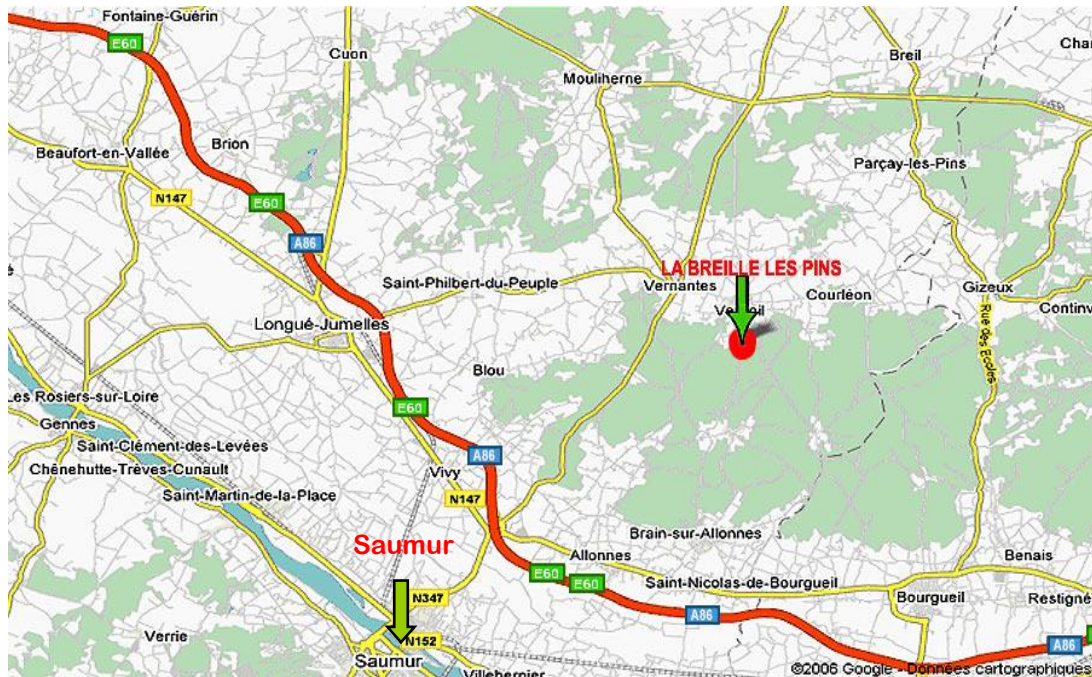 Fontaine-Guérin
E60
Cuon
Breil
Mouliherne
Brion
Beaufort-en-Vallée
Parçay-les-Pins
N147
E60
A86
LA BREILLE LES PINS
Saint-Philbert-du-Peuple
Vernantes
Courléon
Gizeux
Continv
Longué-Jumelles
Rue des Ecoles
Blou
Les Rosiers-sur-Loire
E60
Gennes
Saint-Clément-des-Levées
A86
Chênehutte-Trèves-Cunault
Vivy
Saint-Martin-de-la-Place
N147
Brain-sur-Allonnes
Saumur
Allonnes
Benais
E60
E60
Saint-Nicolas-de-Bourgueil
N347
Bourgueil
Restigné
A86
Verrie
N152
A86
Saumur
Villebernier
©2006 Google - Données cartographiques